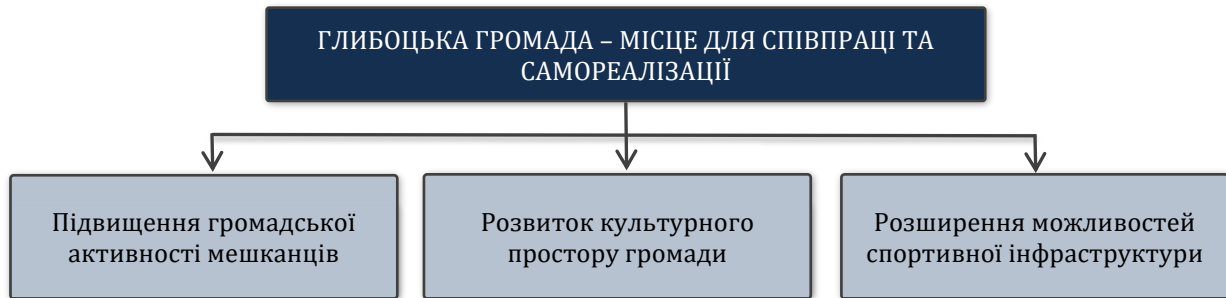 ГЛИБОЦЬКА ГРОМАДА – МІСЦЕ ДЛЯ СПІВПРАЦІ ТА
САМОРЕАЛІЗАЦІЇ
Підвищення громадської
активності мешканців
Розвиток культурного
простору громади
Розширення можливостей
спортивної інфраструктури